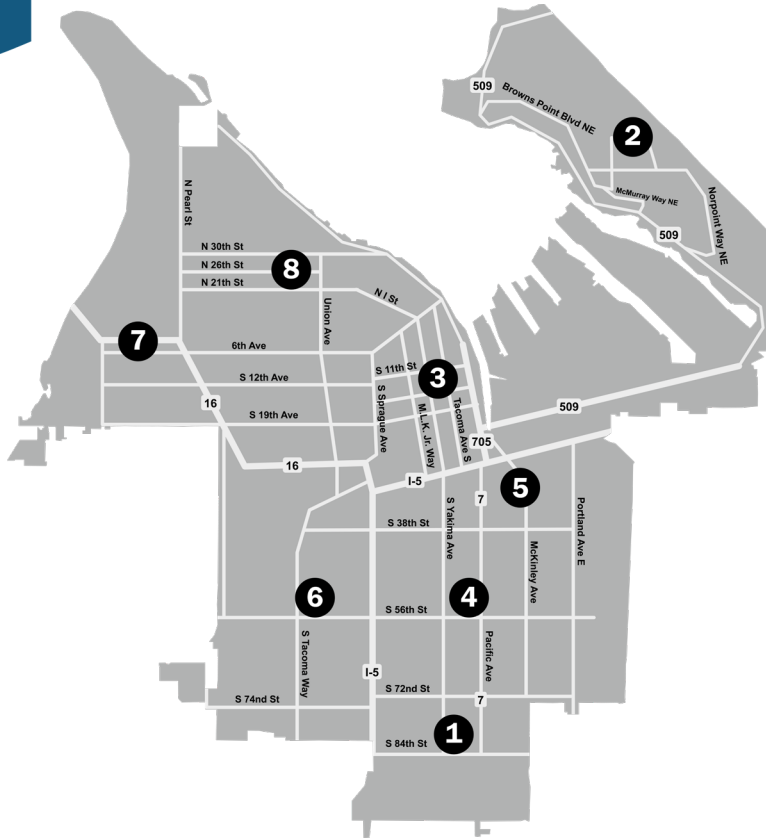 509
Browns Point Blvd NE
2
McMurray Way NE
N Pearl St
Norpoint Way NE
509
N 30th St
N 26th St
8
N 21th St
N I St
Union Ave
7
6th Ave
S 11th St
3
S 12th Ave
S Sprague Ave
M.L.K. Jr. Way
Tacoma Ave S
16
509
S 19th Ave
705
16
I-5
5
7
S Yakima Ave
Portland Ave E
S 38th St
McKinley Ave
6
4
S 56th St
S Tacoma Way
Pacific Ave
I-5
S 72nd St
7
S 74nd St
1
S 84th St